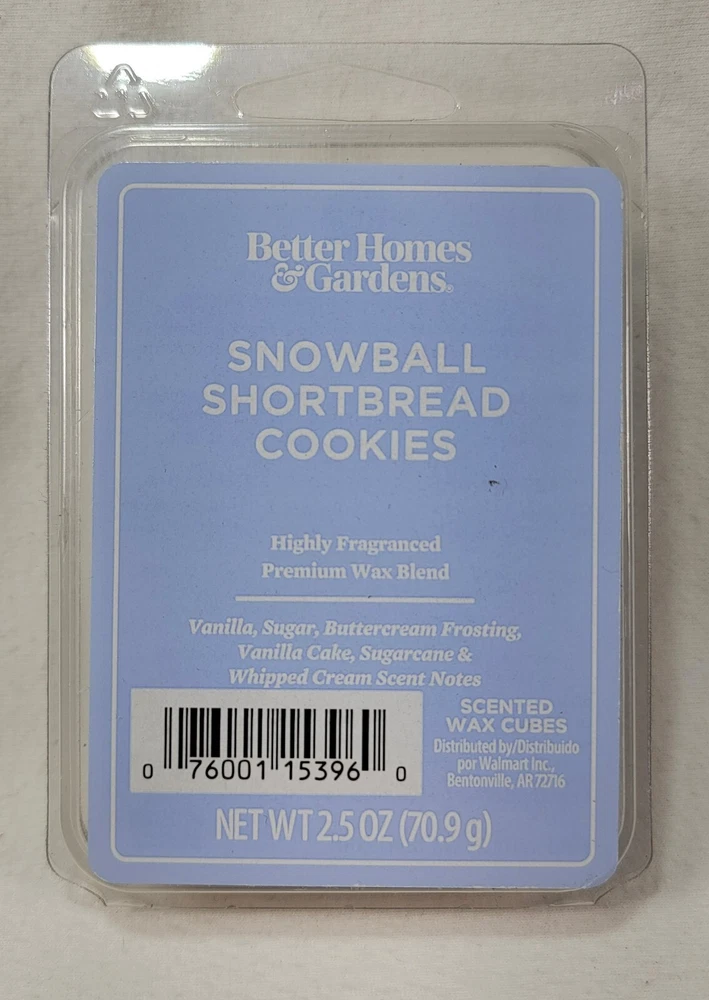 Better Homes
& Gardens®
SNOWBALL
SHORTBREAD
COOKIES
Highly Fragranced
Premium Wax Blend
Vanilla, Sugar, Buttercream Frosting,
Vanilla Cake, Sugarcane &
Whipped Cream Scent Notes
0 76001 15396 0
SCENTED
WAX CUBES
Distributed by/Distribuido
por Walmart Inc.,
Bentonville, AR 72716
NET WT 2.5 OZ (70.9 g)